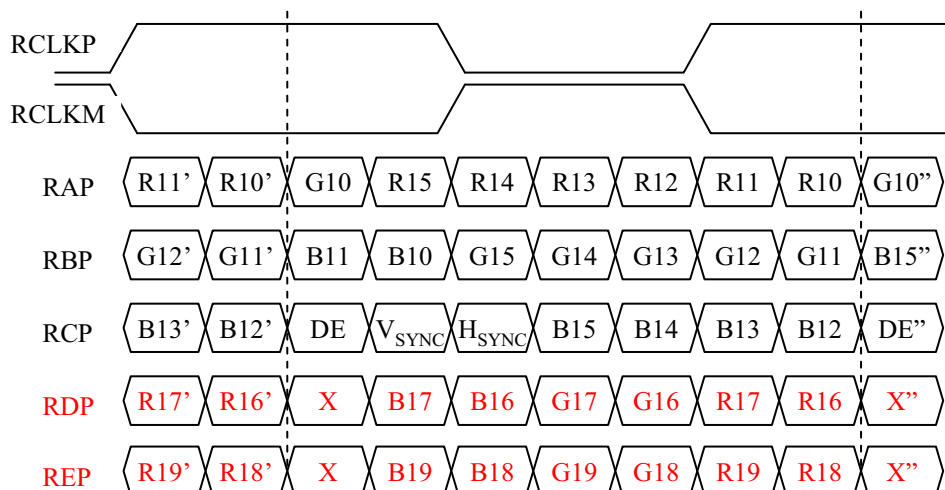 RCLKP
RCLKM
RAP R11’ R10’ G10 R15 R14 R13 R12 R11 R10 G10”
RBP G12’ G11’ B11 B10 G15 G14 G13 G12 G11 B15”
RCP B13’ B12’ DE VSYNC HSYNC B15 B14 B13 B12 DE”
RDP R17’ R16’ X B17 B16 G17 G16 R17 R16 X”
REP R19’ R18’ X B19 B18 G19 G18 R19 R18 X”